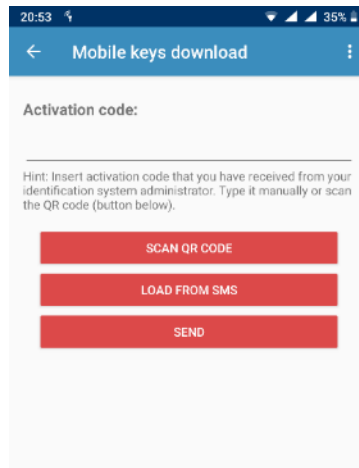 20:53 35%
Mobile keys download
Activation code:
Hint: Insert activation code that you have received from your
identification system administrator. Type it manually or scan
the QR code (button below).
SCAN QR CODE
LOAD FROM SMS
SEND